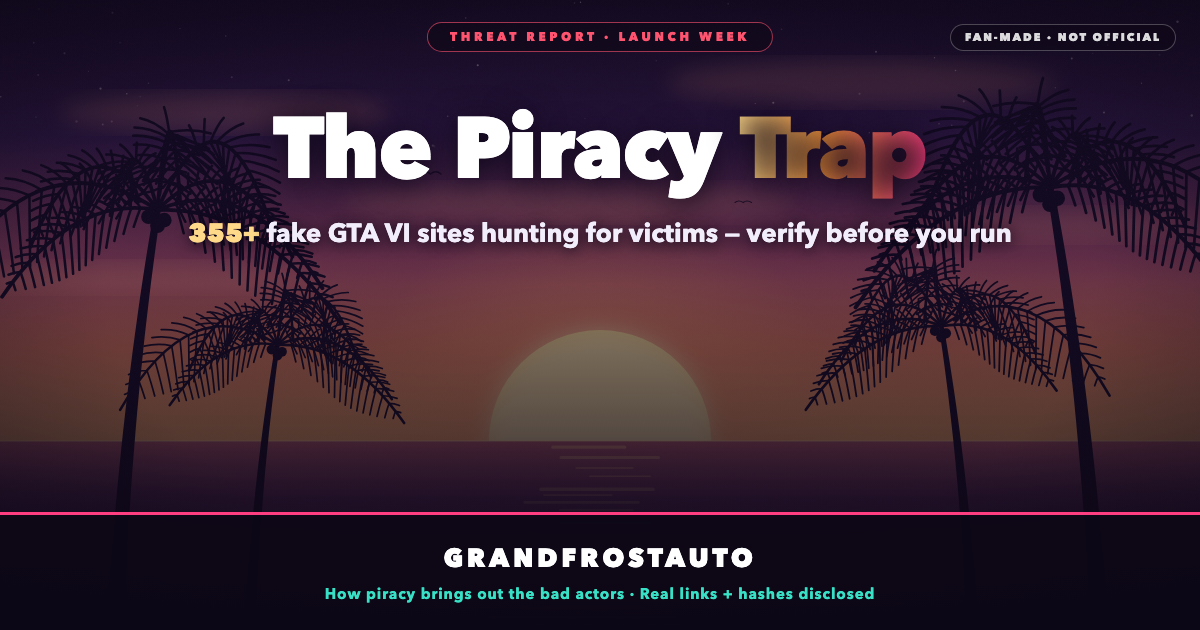 THREAT REPORT · LAUNCH WEEK
FAN-MADE · NOT OFFICIAL
The Piracy Trap
355+ fake GTA VI sites hunting for victims — verify before you run
GRANDFROSTAUTO
How piracy brings out the bad actors · Real links + hashes disclosed